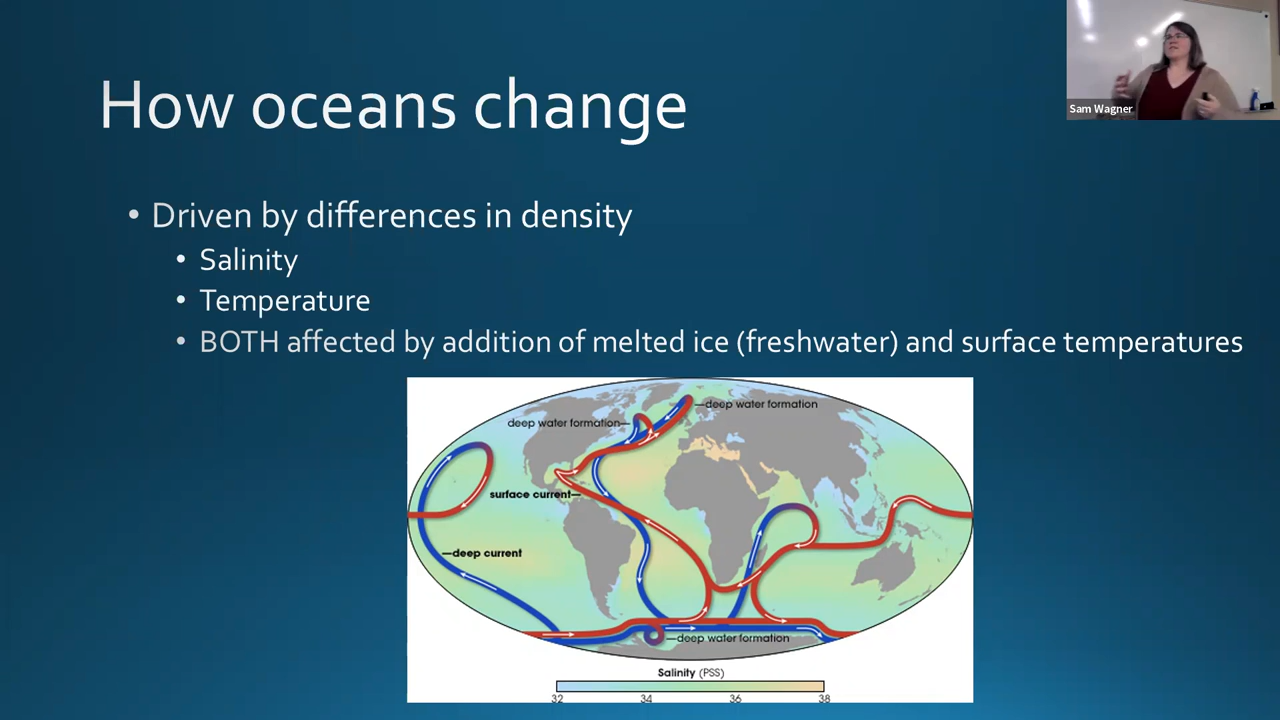 Sam Wagner
How oceans change
• Driven by differences in density
• Salinity
• Temperature
• BOTH affected by addition of melted ice (freshwater) and surface temperatures
deep water formation
deep water formation
surface current
deep current
deep water formation
Salinity (PSS)
32 34 36 38